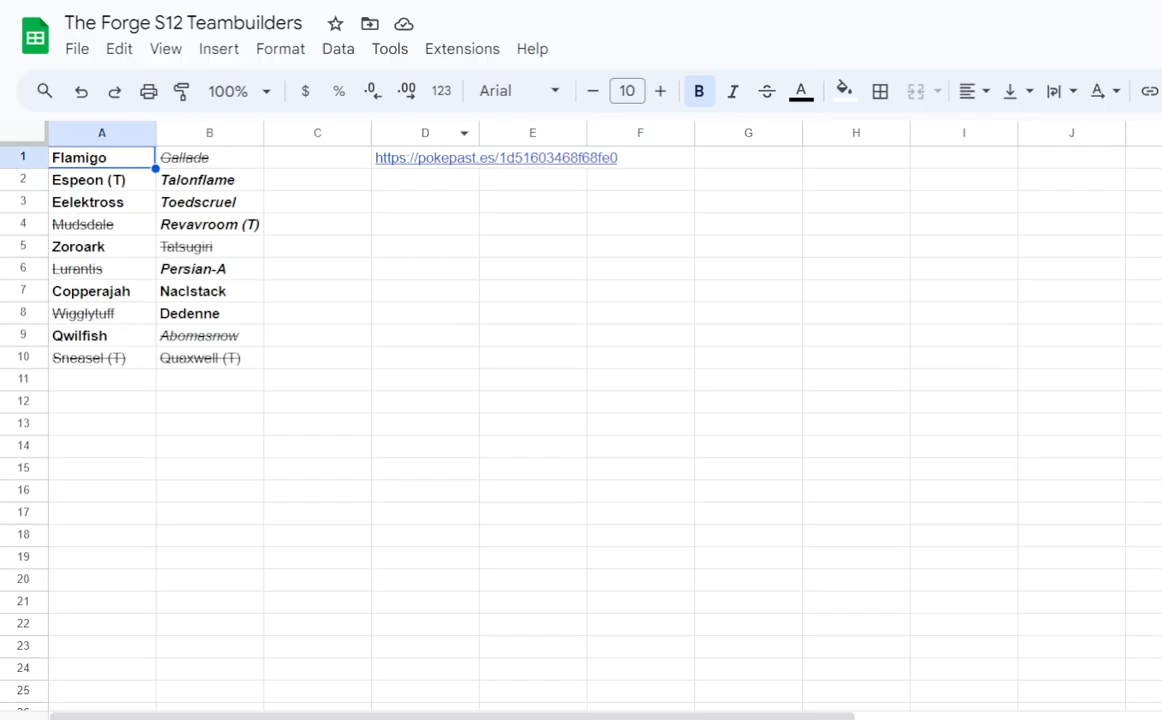 The Forge S12 Teambuilders
File Edit View Insert Format Data Tools Extensions Help
100% $ % .0 .00 123 Arial 10 B I A A
A B C D E F G H I J
1 Flamigo Gallade https://pokepast.es/1d51603468f68fe0
2 Espeon (T) Talonflame
3 Eelektross Toedscruel
4 Mudsdale Revavroom (T)
5 Zoroark Tatsugiri
6 Lurantis Persian-A
7 Copperajah Naclstack
8 Wigglytuff Dedenne
9 Qwilfish Abomasnow
10 Sneasel (T) Quaxwell (T)
11
12
13
14
15
16
17
18
19
20
21
22
23
24
25